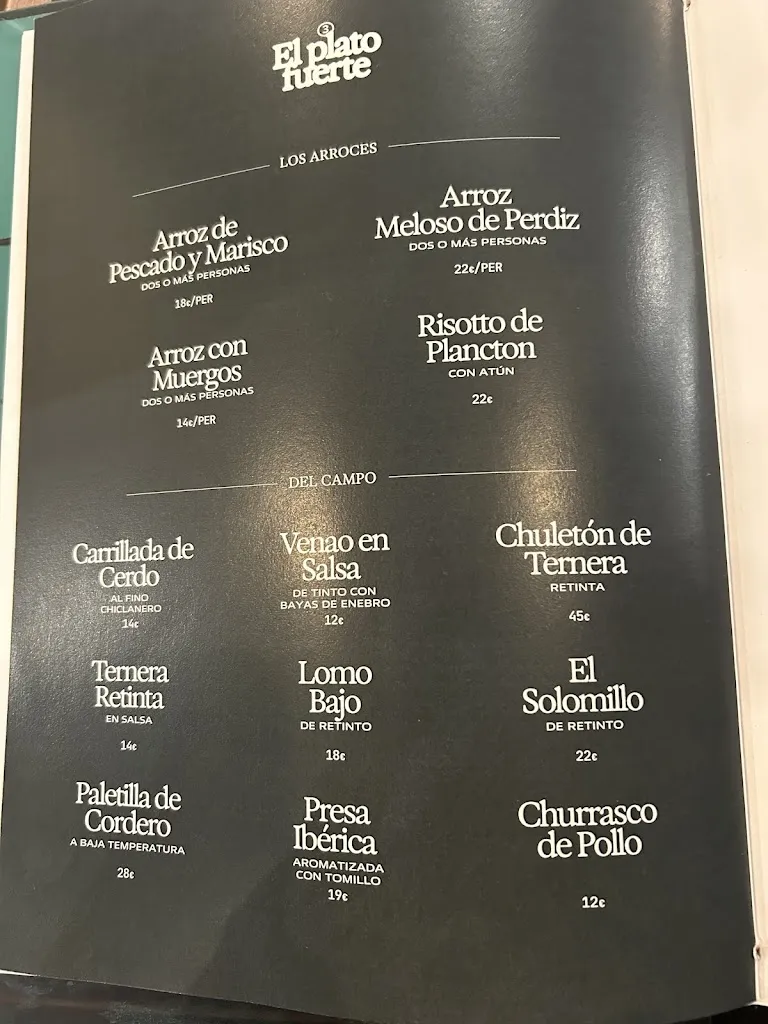 3
El plato
fuerte
LOS ARROCES
Arroz de
Pescado y Marisco
DOS O MÁS PERSONAS
18€/PER
Arroz
Meloso de Perdiz
DOS O MÁS PERSONAS
22€/PER
Arroz con
Muergos
DOS O MÁS PERSONAS
14€/PER
Risotto de
Plancton
CON ATÚN
22€
DEL CAMPO
Carrillada de
Cerdo
AL FINO
CHICLANERO
14€
Venao en
Salsa
DE TINTO CON
BAYAS DE ENEBRO
12€
Chuletón de
Ternera
RETINTA
45€
Ternera
Retinta
EN SALSA
14€
Lomo
Bajo
DE RETINTO
18€
El
Solomillo
DE RETINTO
22€
Paletilla de
Cordero
A BAJA TEMPERATURA
28€
Presa
Ibérica
AROMATIZADA
CON TOMILLO
19€
Churrasco
de Pollo
12€